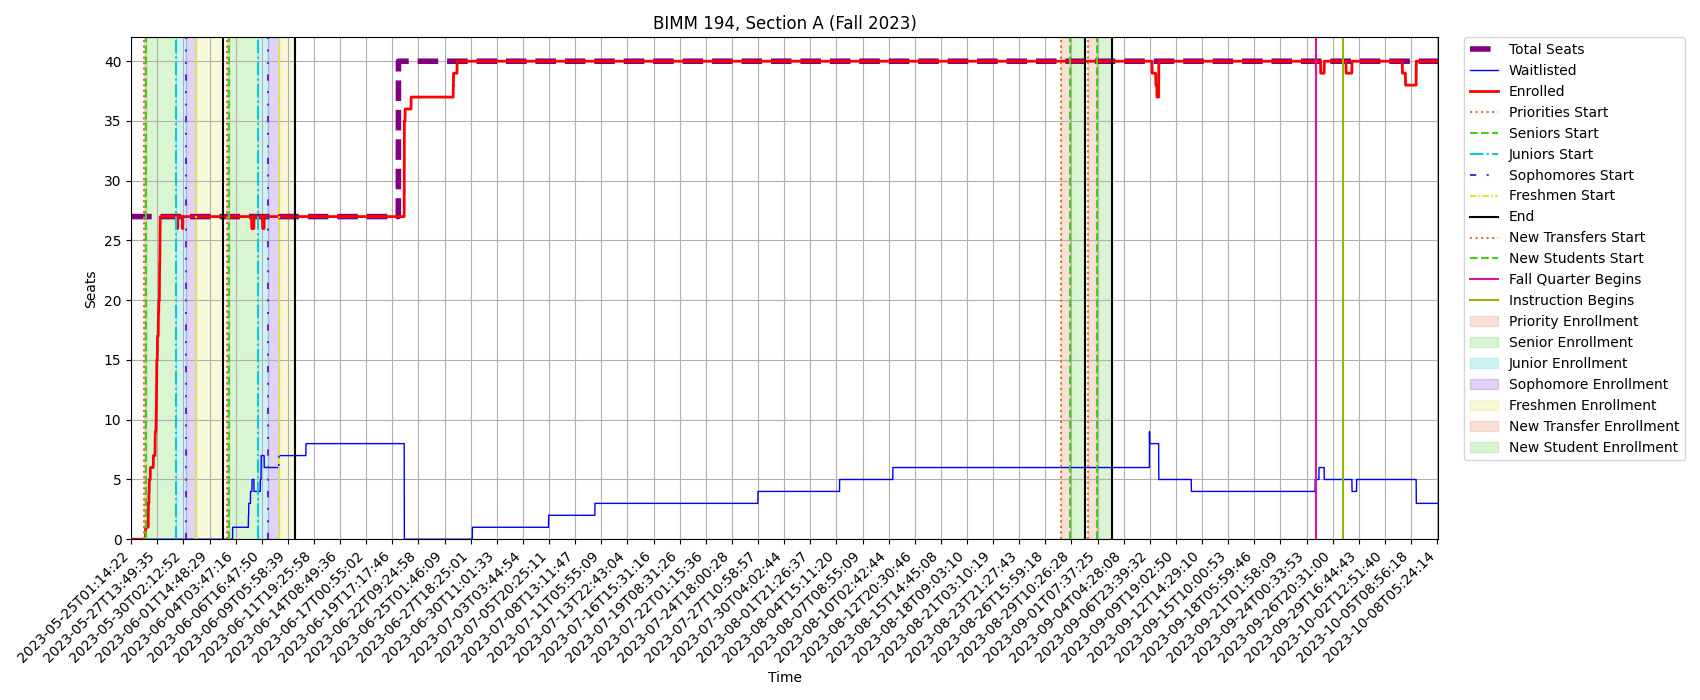 BIMM 194, Section A (Fall 2023)
Seats
40
35
30
25
20
15
10
5
0
2023-05-25T01:14:22
2023-05-27T13:49:35
2023-05-30T02:12:52
2023-06-01T14:48:29
2023-06-04T03:47:16
2023-06-06T16:47:50
2023-06-09T05:58:39
2023-06-11T19:25:58
2023-06-14T08:49:36
2023-06-17T00:55:02
2023-06-19T17:17:46
2023-06-22T09:24:58
2023-06-25T01:46:09
2023-06-27T18:25:01
2023-06-30T11:01:33
2023-07-03T03:44:54
2023-07-05T20:25:11
2023-07-08T13:11:47
2023-07-11T05:55:09
2023-07-13T22:43:04
2023-07-16T15:31:16
2023-07-19T08:31:26
2023-07-22T01:15:36
2023-07-24T18:00:28
2023-07-27T10:58:57
2023-07-30T04:02:44
2023-08-01T21:26:37
2023-08-04T15:11:20
2023-08-07T08:55:09
2023-08-10T02:42:44
2023-08-12T20:30:46
2023-08-15T14:45:08
2023-08-18T09:03:10
2023-08-21T03:10:19
2023-08-23T21:27:43
2023-08-26T15:59:18
2023-08-29T10:26:28
2023-09-01T07:37:25
2023-09-04T04:28:08
2023-09-06T23:39:32
2023-09-09T19:02:50
2023-09-12T14:29:10
2023-09-15T10:00:53
2023-09-18T05:59:46
2023-09-21T01:58:09
2023-09-24T00:33:53
2023-09-26T20:31:00
2023-09-29T16:44:43
2023-10-02T12:51:40
2023-10-05T08:56:18
2023-10-08T05:24:14
Time
Total Seats
Waitlisted
Enrolled
Priorities Start
Seniors Start
Juniors Start
Sophomores Start
Freshmen Start
End
New Transfers Start
New Students Start
Fall Quarter Begins
Instruction Begins
Priority Enrollment
Senior Enrollment
Junior Enrollment
Sophomore Enrollment
Freshmen Enrollment
New Transfer Enrollment
New Student Enrollment